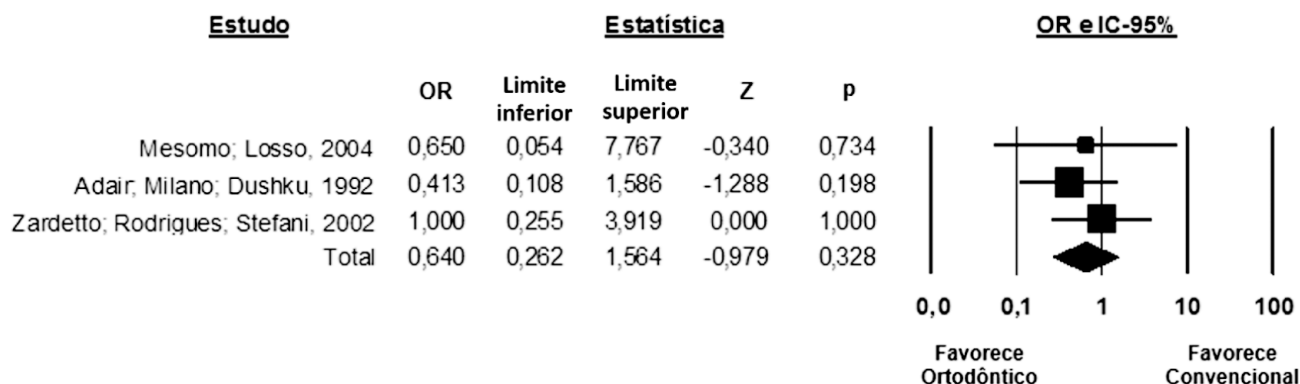 Estudo Estatística OR e IC-95%
OR Limite inferior Limite superior Z p
Mesomo; Losso, 2004 0,650 0,054 7,767 -0,340 0,734
Adair; Milano; Dushku, 1992 0,413 0,108 1,586 -1,288 0,198
Zardetto; Rodrigues; Stefani, 2002 1,000 0,255 3,919 0,000 1,000
Total 0,640 0,262 1,564 -0,979 0,328
0,0 0,1 1 10 100
Favorece Favorece
Ortodôntico Convencional